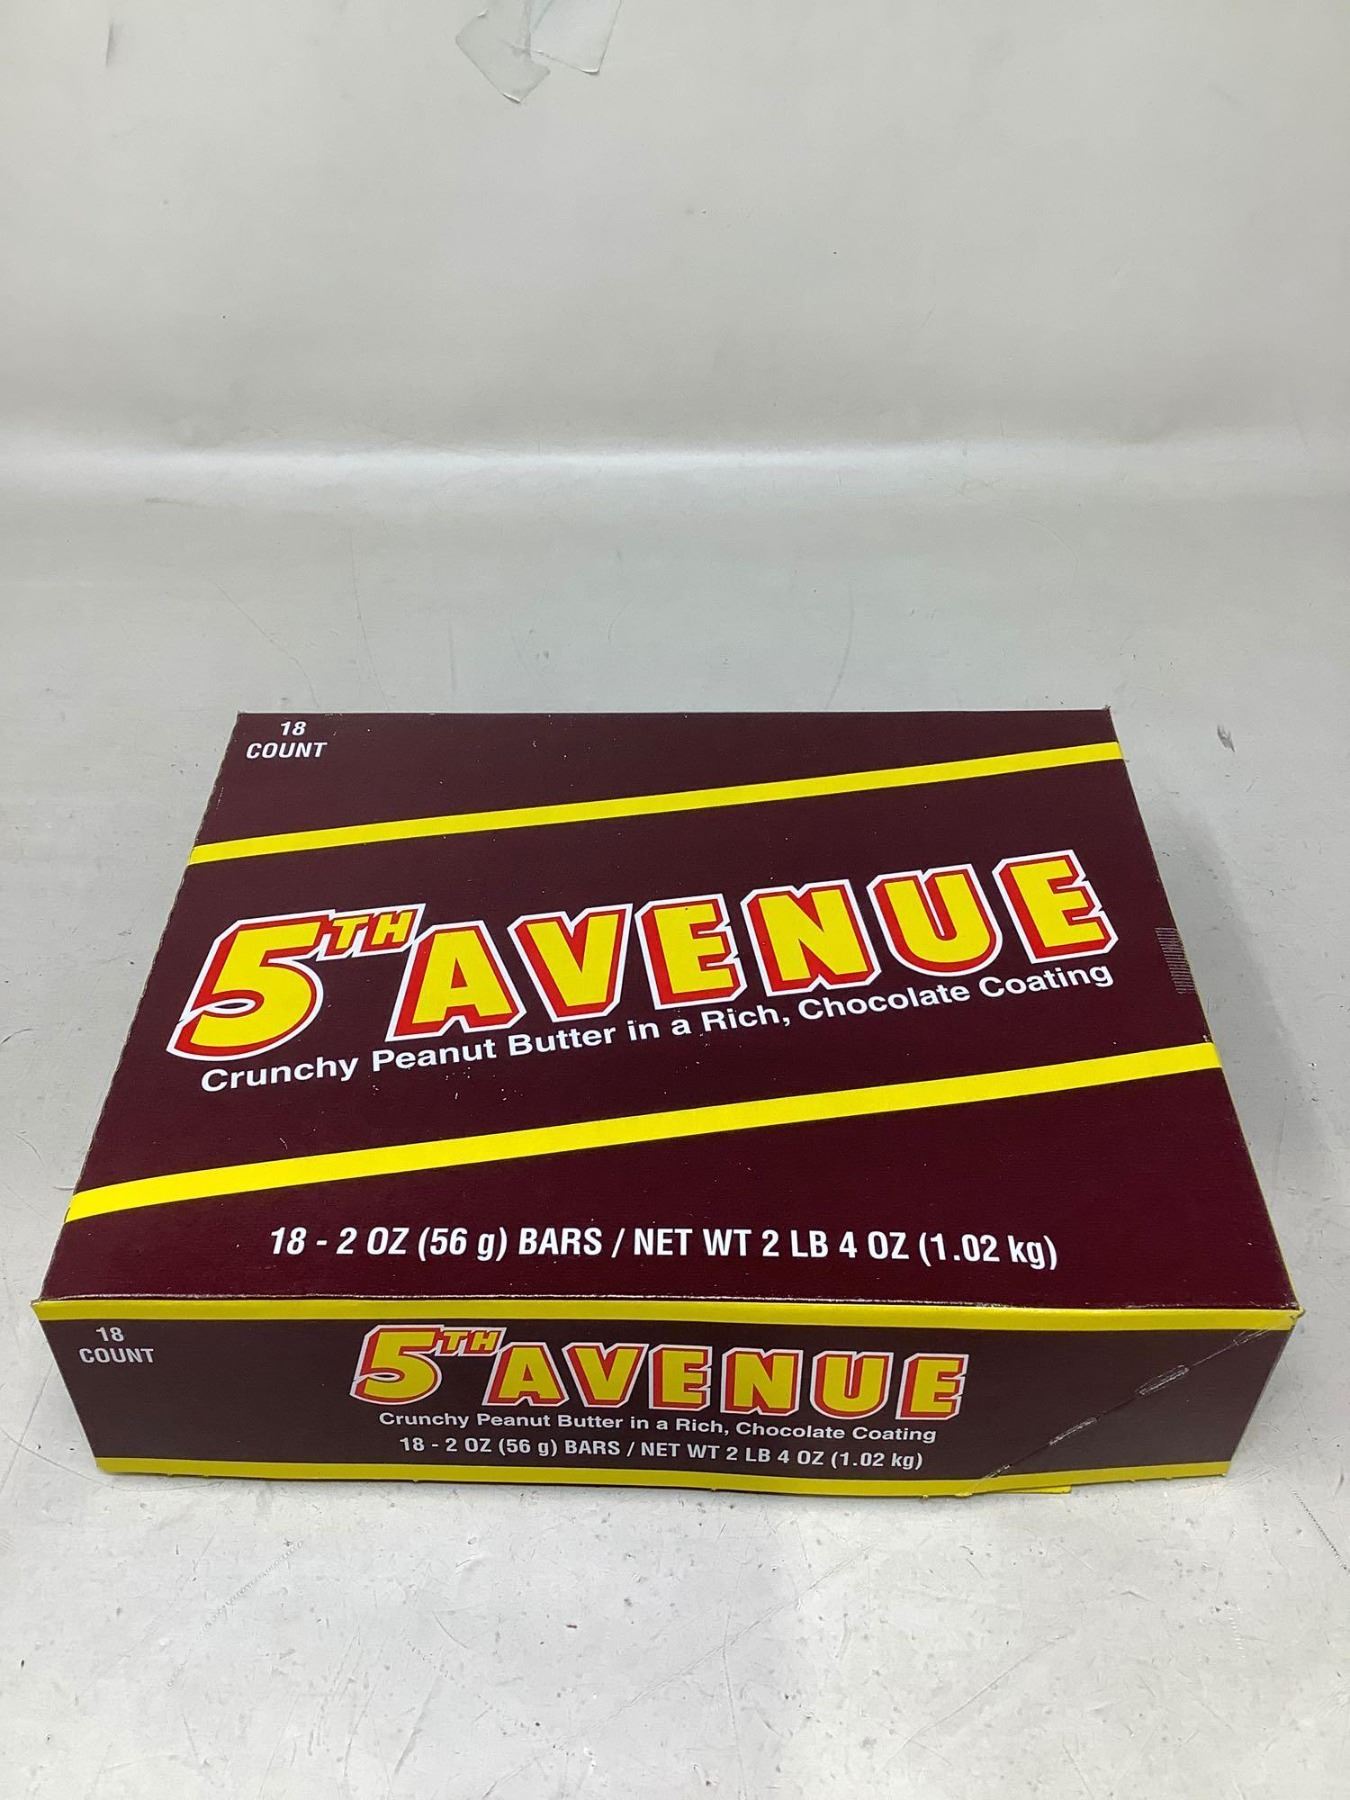 18
COUNT
5TH AVENUE
Crunchy Peanut Butter in a Rich, Chocolate Coating
18 - 2 OZ (56 g) BARS / NET WT 2 LB 4 OZ (1.02 kg)
18
COUNT
5TH AVENUE
Crunchy Peanut Butter in a Rich, Chocolate Coating
18 - 2 OZ (56 g) BARS / NET WT 2 LB 4 OZ (1.02 kg)